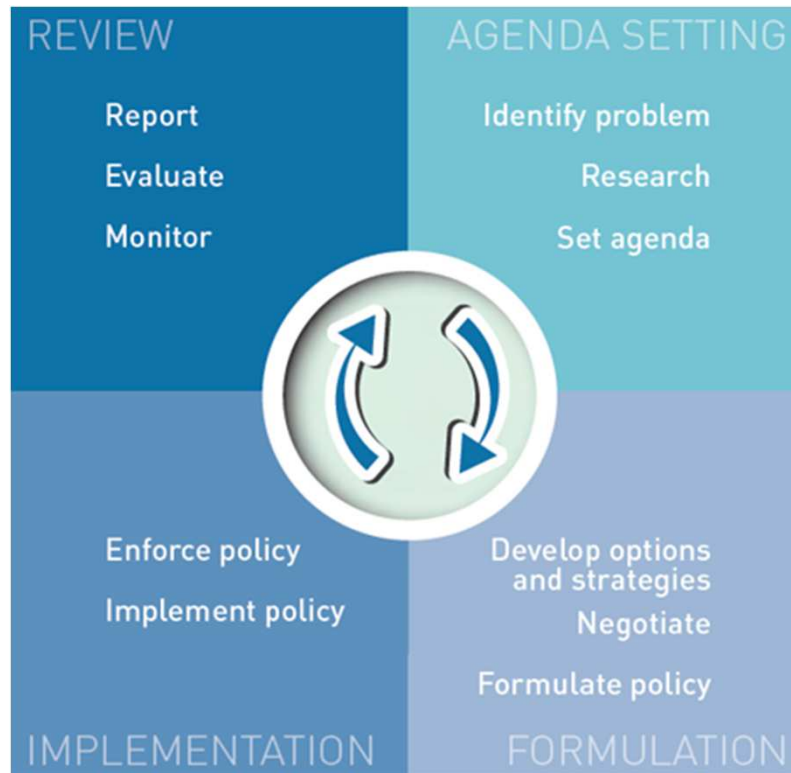 REVIEW
Report
Evaluate
Monitor
AGENDA SETTING
Identify problem
Research
Set agenda
Enforce policy
Implement policy
IMPLEMENTATION
Develop options
and strategies
Negotiate
Formulate policy
FORMULATION